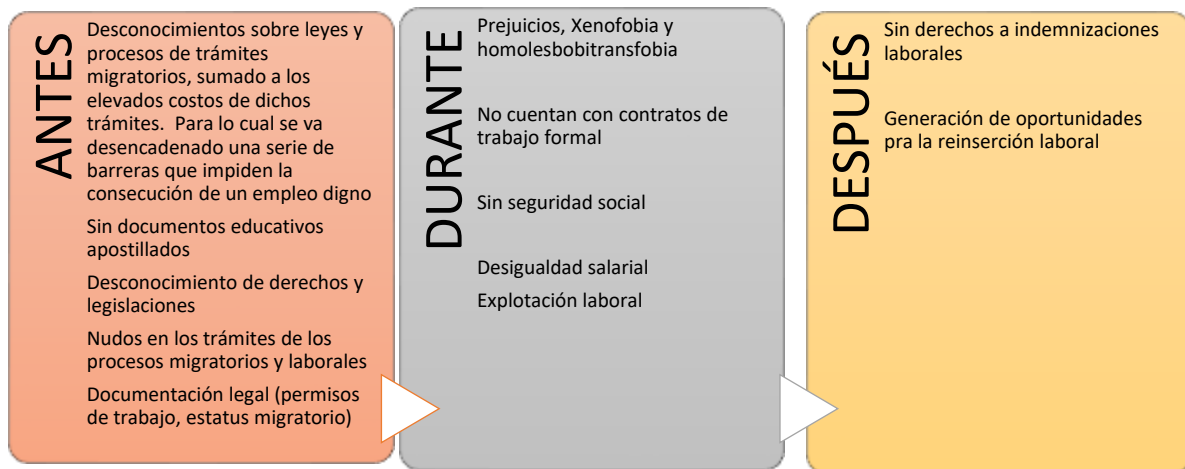 ANTES
Desconocimientos sobre leyes y
procesos de trámites
migratorios, sumado a los
elevados costos de dichos
trámites.  Para lo cual se va
desencadenado una serie de
barreras que impiden la
consecución de un empleo digno
Sin documentos educativos
apostillados
Desconocimiento de derechos y
legislaciones
Nudos en los trámites de los
procesos migratorios y laborales
Documentación legal (permisos
de trabajo, estatus migratorio)
DURANTE
Prejuicios, Xenofobia y
homolesbobitransfobia
No cuentan con contratos de
trabajo formal
Sin seguridad social
Desigualdad salarial
Explotación laboral
DESPUÉS
Sin derechos a indemnizaciones
laborales
Generación de oportunidades
pra la reinserción laboral